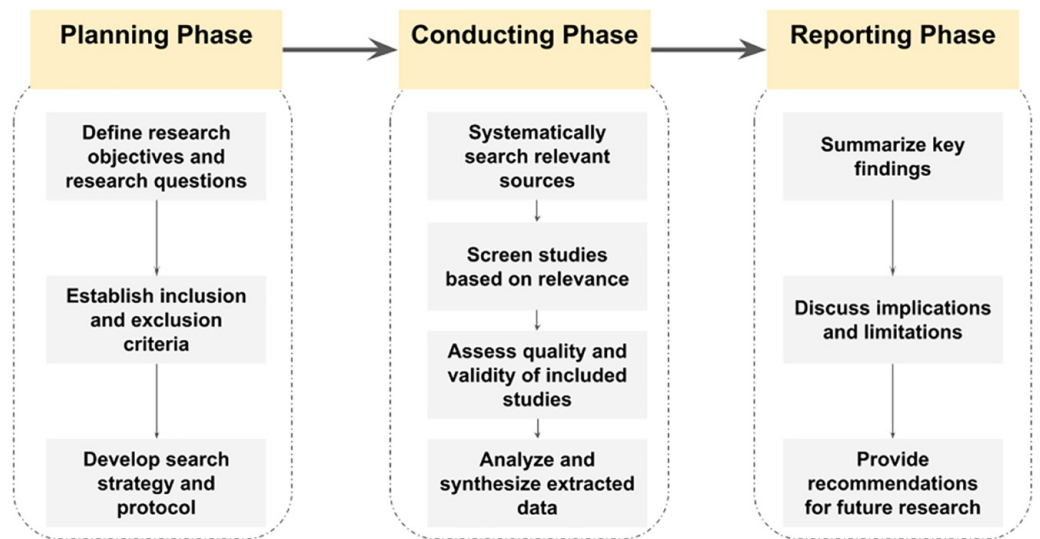 Planning Phase
Define research
objectives and
research questions
Establish inclusion
and exclusion
criteria
Develop search
strategy and
protocol
Conducting Phase
Systematically
search relevant
sources
Screen studies
based on relevance
Assess quality and
validity of included
studies
Analyze and
synthesize extracted
data
Reporting Phase
Summarize key
findings
Discuss implications
and limitations
Provide
recommendations
for future research